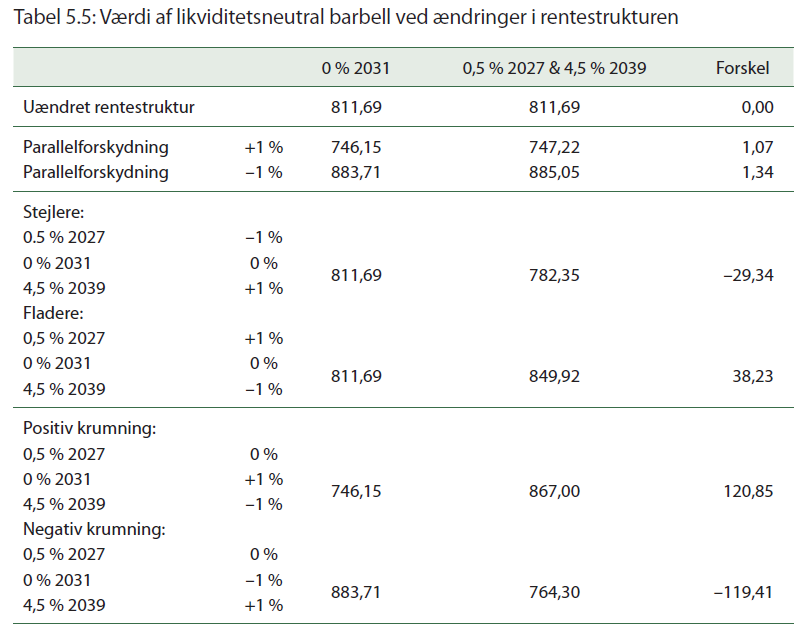 Tabel 5.5: Værdi af likviditetsneutral barbell ved ændringer i rentestrukturen
0 % 2031 0,5 % 2027 & 4,5 % 2039 Forskel
Uændret rentestruktur 811,69 811,69 0,00
Parallelforskydning +1 % 746,15 747,22 1,07
Parallelforskydning –1 % 883,71 885,05 1,34
Stejlere:
0.5 % 2027 –1 %
0 % 2031 0 %
811,69 782,35 –29,34
4,5 % 2039 +1 %
Fladere:
0,5 % 2027 +1 %
0 % 2031 0 %
811,69 849,92 38,23
4,5 % 2039 –1 %
Positiv krumning:
0,5 % 2027 0 %
0 % 2031 +1 %
746,15 867,00 120,85
4,5 % 2039 –1 %
Negativ krumning:
0,5 % 2027 0 %
0 % 2031 –1 %
883,71 764,30 –119,41
4,5 % 2039 +1 %